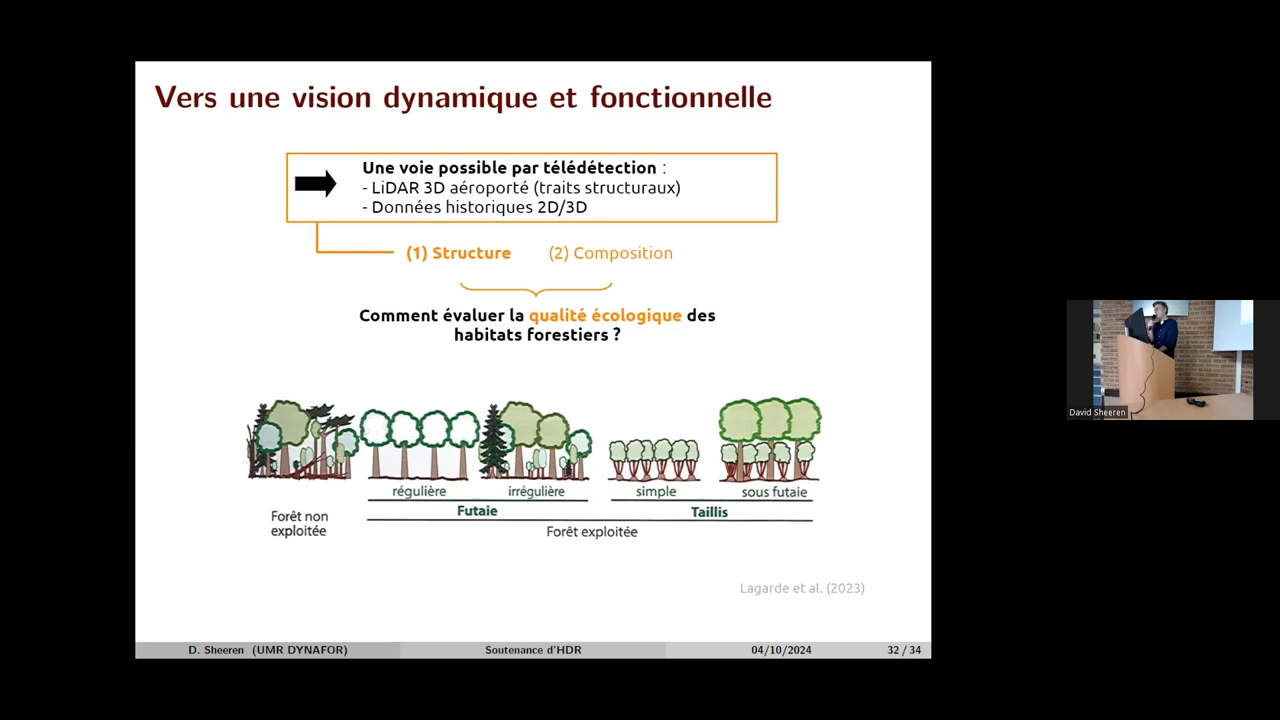 Vers une vision dynamique et fonctionnelle
Une voie possible par télédétection :
- LiDAR 3D aéroporté (traits structuraux)
- Données historiques 2D/3D
(1) Structure (2) Composition
Comment évaluer la qualité écologique des
habitats forestiers ?
régulière irrégulière simple sous futaie
Futaie Taillis
Forêt non
exploitée
Forêt exploitée
Lagarde et al. (2023)
D. Sheeren (UMR DYNAFOR) Soutenance d'HDR 04/10/2024 32 / 34
David Sheeren